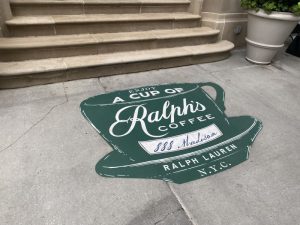 ENJOY
A CUP OF
Ralph's
COFFEE
888 Madison
RALPH LAUREN
N.Y.C.